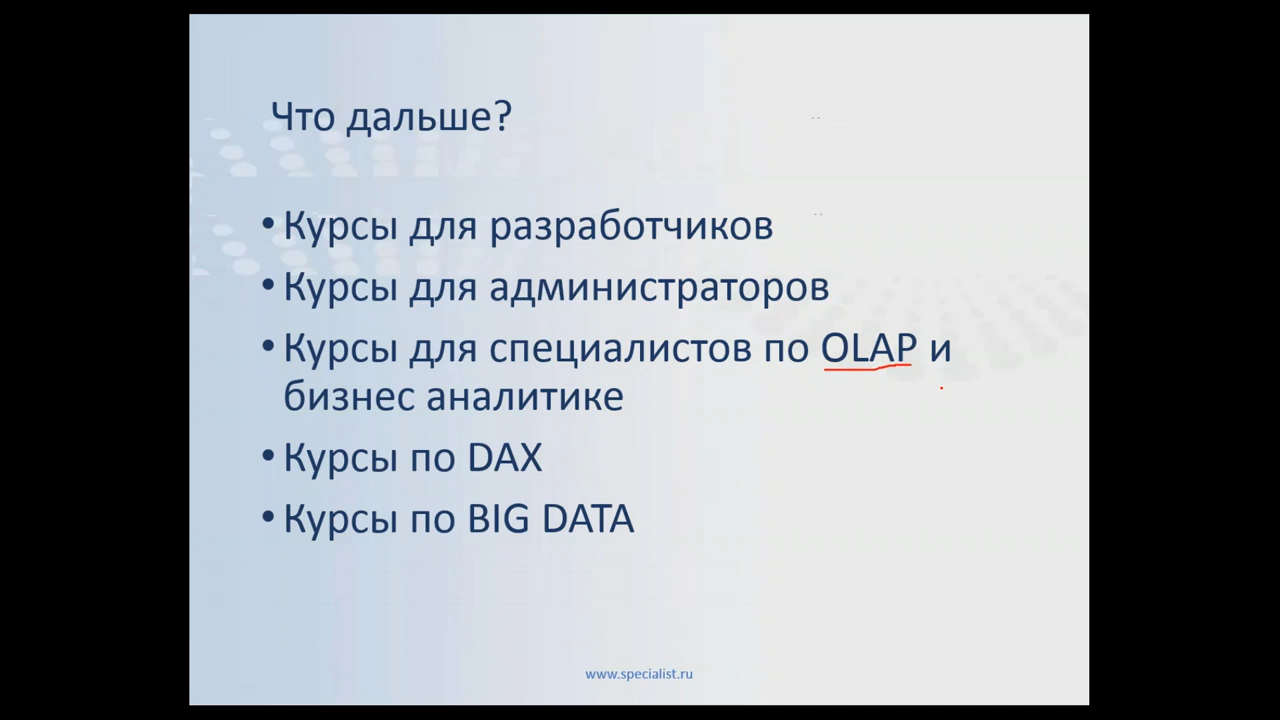 Что дальше?
• Курсы для разработчиков
• Курсы для администраторов
• Курсы для специалистов по OLAP и
бизнес аналитике
• Курсы по DAX
• Курсы по BIG DATA
www.specialist.ru